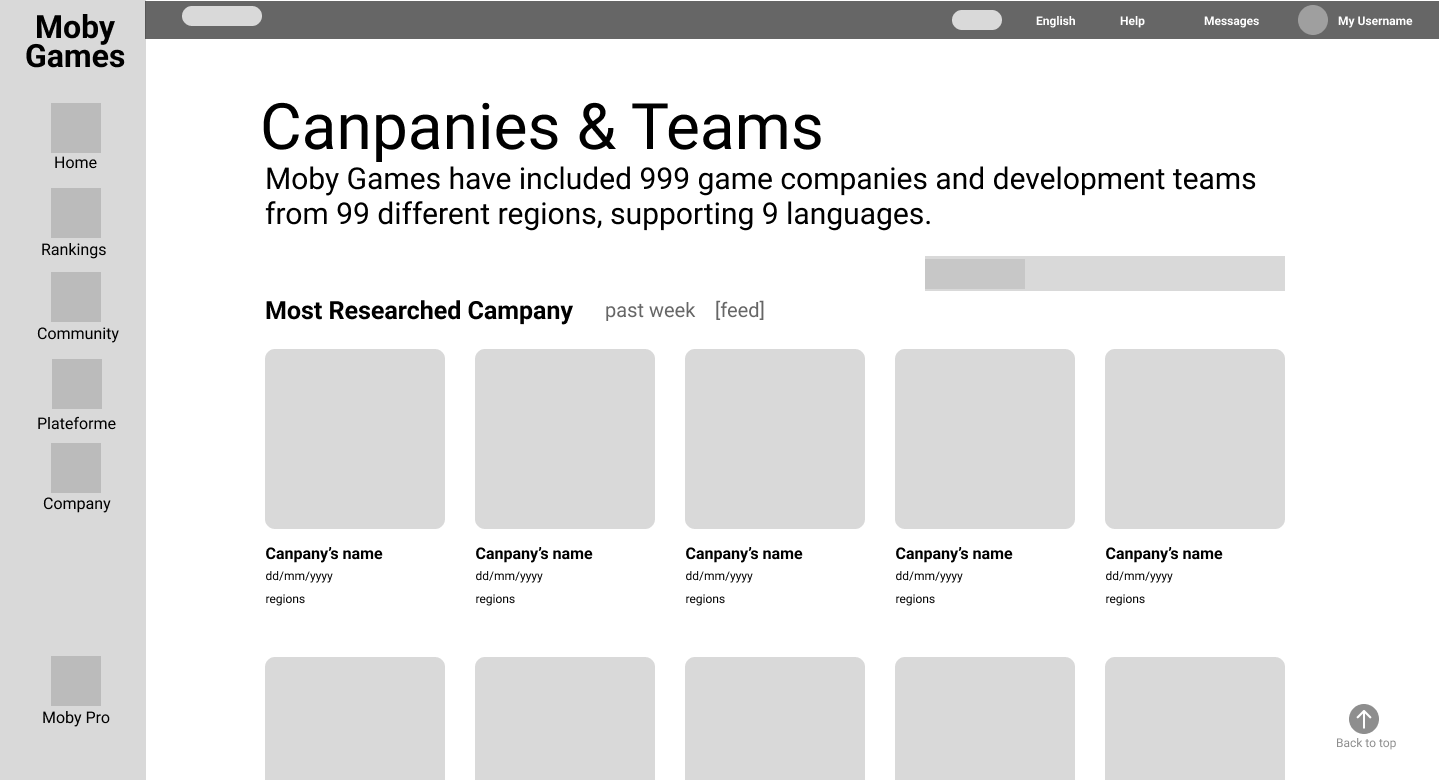 Moby
Games
English
Help
Messages
My Username
Home
Rankings
Community
Plateforme
Company
Moby Pro
Canpanies & Teams
Moby Games have included 999 game companies and development teams
from 99 different regions, supporting 9 languages.
Most Researched Campany past week [feed]
Canpany’s name
dd/mm/yyyy
regions
Canpany’s name
dd/mm/yyyy
regions
Canpany’s name
dd/mm/yyyy
regions
Canpany’s name
dd/mm/yyyy
regions
Canpany’s name
dd/mm/yyyy
regions
Back to top